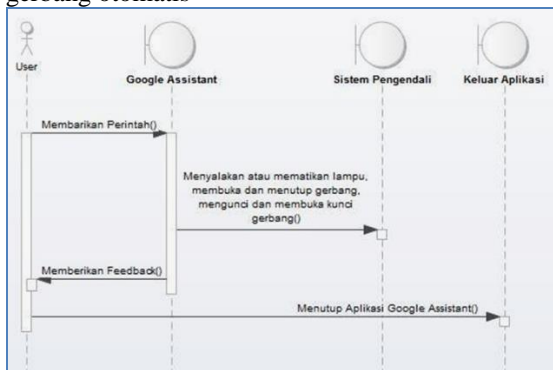 gerbang otomatis
User
Google Assistant
Sistem Pengendali
Keluar Aplikasi
Membarikan Perintah()
Menyalakan atau mematikan lampu,
membuka dan menutup gerbang,
mengunci dan membuka kunci
gerbang()
Memberikan Feedback()
Menutup Aplikasi Google Assistant()